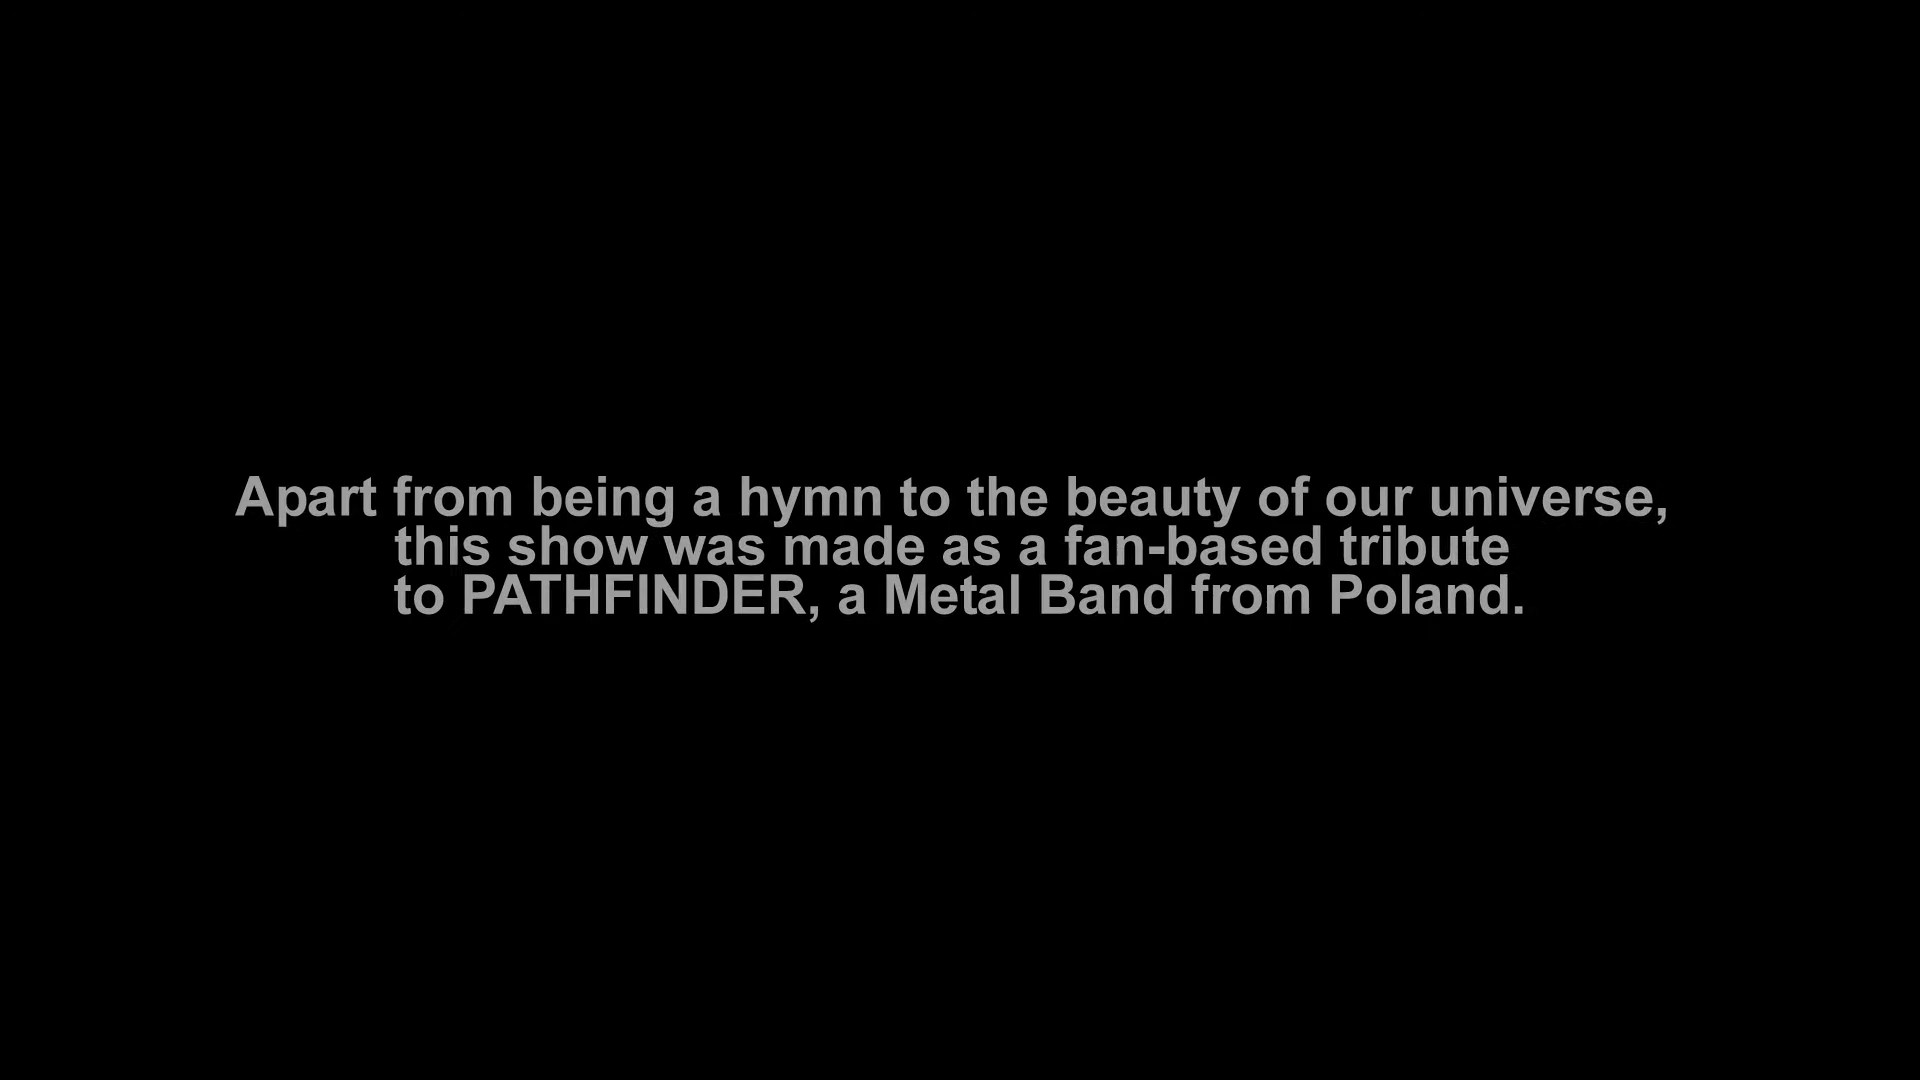 Apart from being a hymn to the beauty of our universe,
this show was made as a fan-based tribute
to PATHFINDER, a Metal Band from Poland.